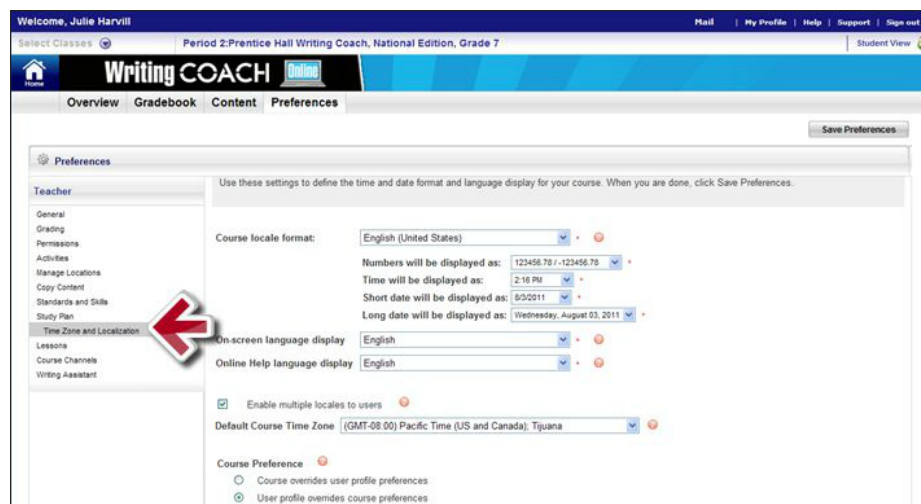 Welcome, Julie Harvill
Mail | My Profile | Help | Support | Sign out
Select Classes
Period 2:Prentice Hall Writing Coach, National Edition, Grade 7
Student View
Home
Writing COACH Online
Overview Gradebook Content Preferences
Save Preferences
Preferences
Teacher
Use these settings to define the time and date format and language display for your course. When you are done, click Save Preferences.
General
Grading
Permissions
Activities
Manage Locations
Copy Content
Standards and Skills
Study Plan
Time Zone and Localization
Lessons
Course Channels
Writing Assistant
Course locale format: English (United States) *
Numbers will be displayed as: 123456.78 / -123456.78 *
Time will be displayed as: 2:16 PM *
Short date will be displayed as: 8/3/2011 *
Long date will be displayed as: Wednesday, August 03, 2011 *
On-screen language display English *
Online Help language display English *
Enable multiple locales to users
Default Course Time Zone (GMT-08:00) Pacific Time (US and Canada); Tijuana
Course Preference
Course overrides user profile preferences
User profile overrides course preferences